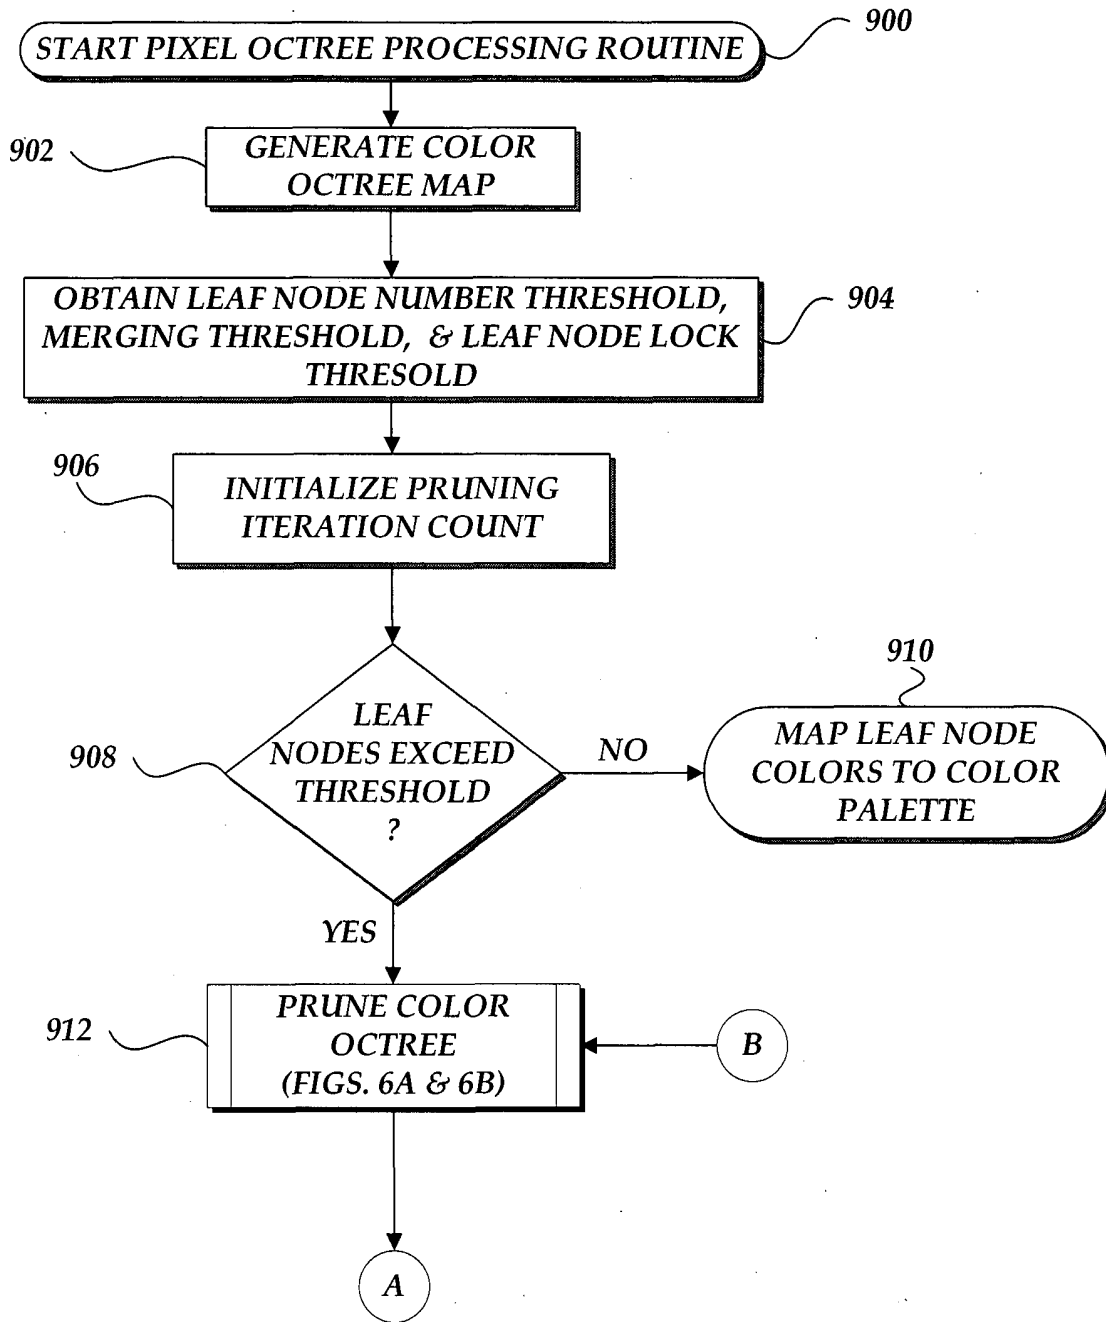 900
START PIXEL OCTREE PROCESSING ROUTINE
902
GENERATE COLOR
OCTREE MAP
OBTAIN LEAF NODE NUMBER THRESHOLD,
MERGING THRESHOLD, & LEAF NODE LOCK
THRESOLD
904
906
INITIALIZE PRUNING
ITERATION COUNT
908
LEAF
NODES EXCEED
THRESHOLD
?
NO
910
MAP LEAF NODE
COLORS TO COLOR
PALETTE
YES
912
PRUNE COLOR
OCTREE
(FIGS. 6A & 6B)
B
A